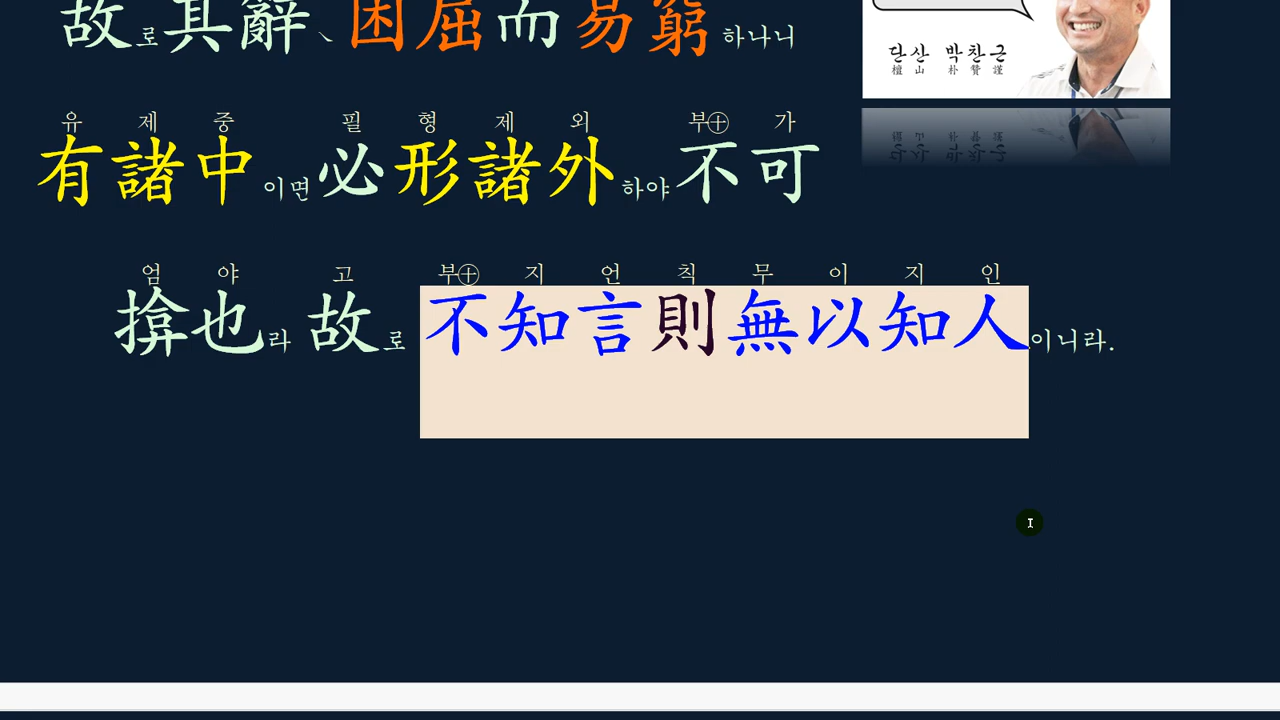 故로其辭、困屈而易窮하나니
단산 박찬근
檀山 朴贊謹
유 제 중 필 형 제 외 부㊉ 가
有諸中이면必形諸外하야不可
엄 야 고 부㊉ 지 언 칙 무 이 지 인
揜也라 故로 不知言則無以知人이니라.